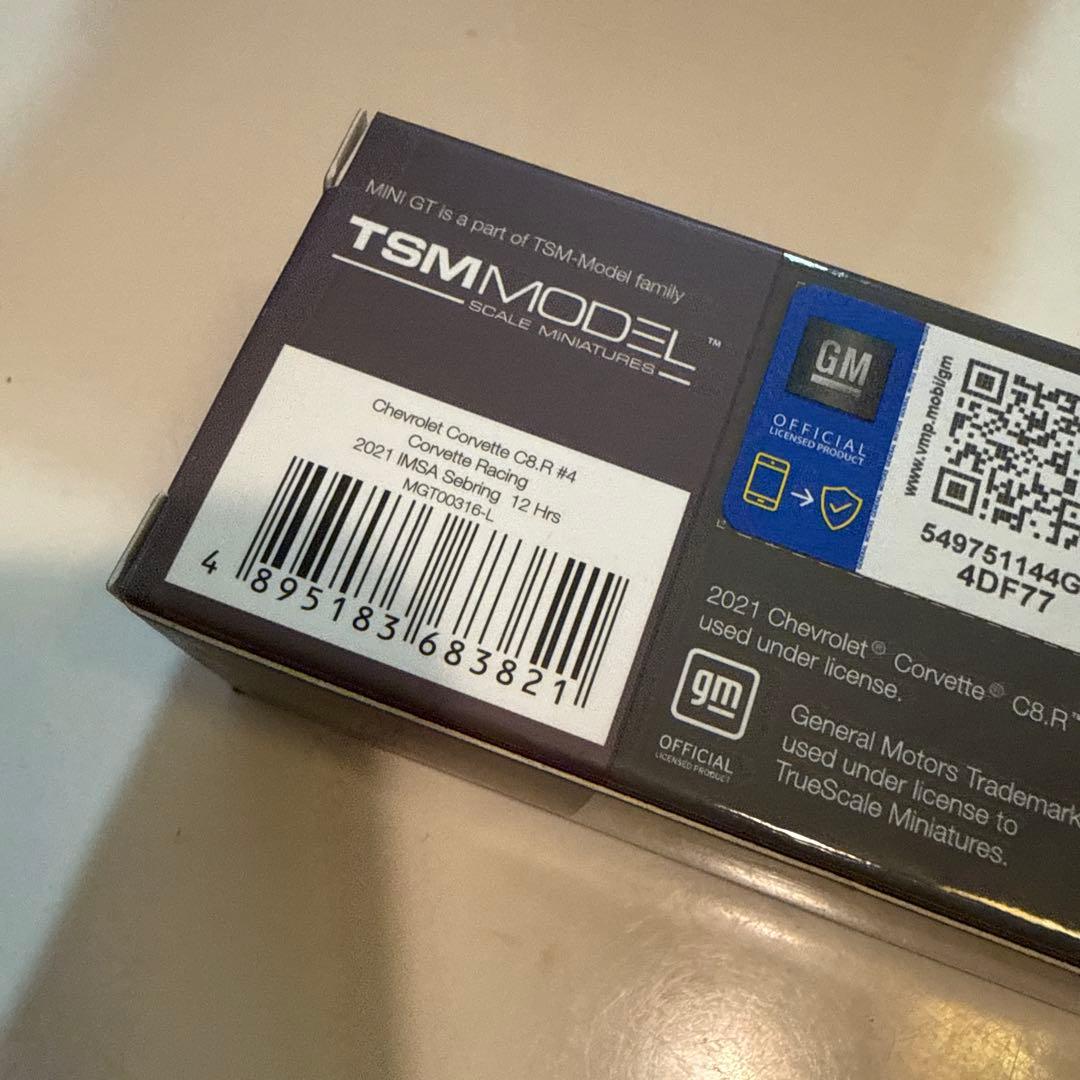 MINI GT is a part of TSM-Model family
TSMMODEL™
SCALE MINIATURES
Chevrolet Corvette C8.R #4
Corvette Racing
2021 IMSA Sebring 12 Hrs
MGT00316-L
4 895183 683821
GM
OFFICIAL
LICENSED PRODUCT
www.vmp.mobi/gm
549751144G
4DF77
2021 Chevrolet® Corvette® C8.R™
used under license.
gm
OFFICIAL
LICENSED PRODUCT
General Motors Trademark
used under license to
TrueScale Miniatures.